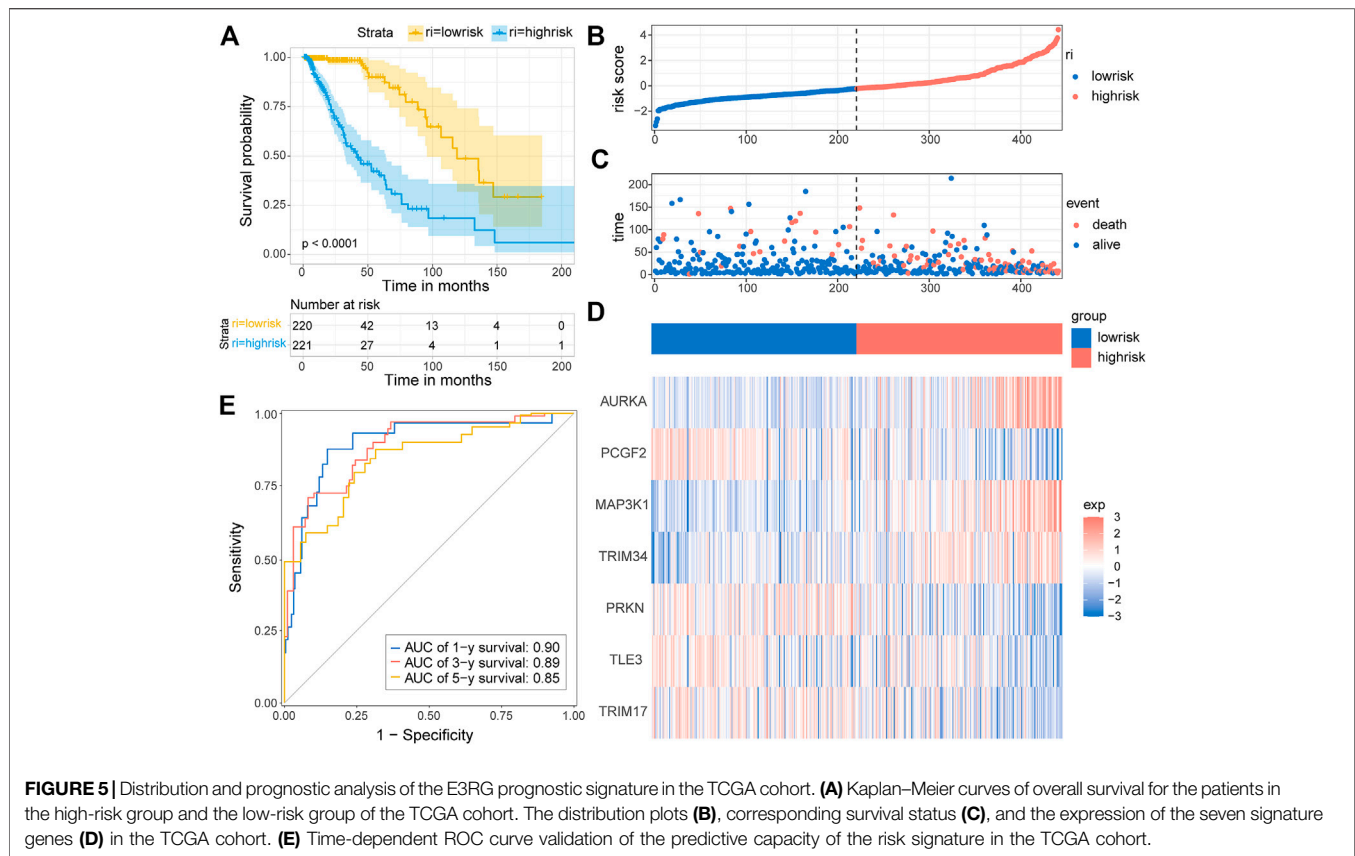 A
Strata ri=lowrisk ri=highrisk
1.00
0.75
0.50
0.25
0.00
Survival probability
p < 0.0001
0 50 100 150 200
Time in months
Number at risk
Strata
ri=lowrisk 220 42 13 4 0
ri=highrisk 221 27 4 1 1
0 50 100 150 200
Time in months
B
risk score
4
2
0
−2
0 100 200 300 400
ri
lowrisk
highrisk
C
time
200
150
100
50
0
0 100 200 300 400
event
death
alive
D
group
lowrisk
highrisk
AURKA
PCGF2
MAP3K1
TRIM34
PRKN
TLE3
TRIM17
exp
3
2
1
0
−1
−2
−3
E
1.00
0.75
0.50
0.25
0.00
Sensitivity
AUC of 1−y survival: 0.90
AUC of 3−y survival: 0.89
AUC of 5−y survival: 0.85
0.00 0.25 0.50 0.75 1.00
1 − Specificity
FIGURE 5 | Distribution and prognostic analysis of the E3RG prognostic signature in the TCGA cohort. (A) Kaplan–Meier curves of overall survival for the patients in
the high-risk group and the low-risk group of the TCGA cohort. The distribution plots (B), corresponding survival status (C), and the expression of the seven signature
genes (D) in the TCGA cohort. (E) Time-dependent ROC curve validation of the predictive capacity of the risk signature in the TCGA cohort.